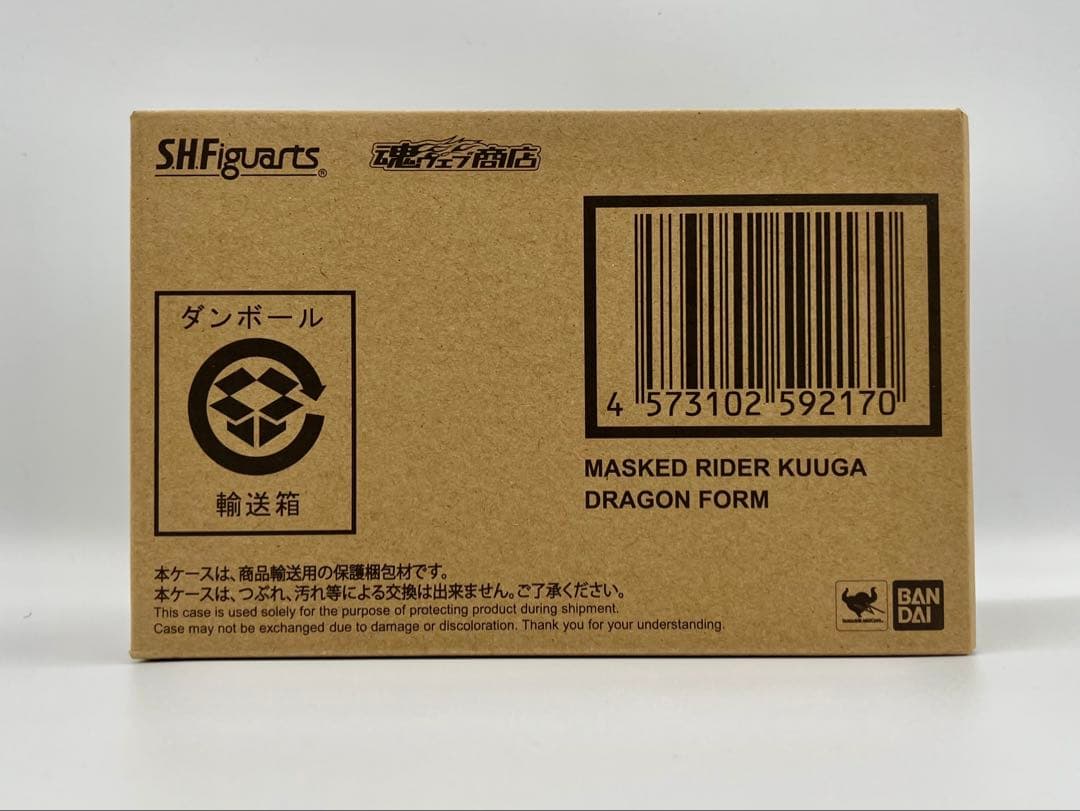 S.H.Figuarts®
魂ウェブ商店
4 573102 592170
MASKED RIDER KUUGA
DRAGON FORM
ダンボール
輸送箱
本ケースは、商品輸送用の保護梱包材です。
本ケースは、つぶれ、汚れ等による交換は出来ません。ご了承ください。
This case is used solely for the purpose of protecting product during shipment.
Case may not be exchanged due to damage or discoloration. Thank you for your understanding.
BAN
DAI